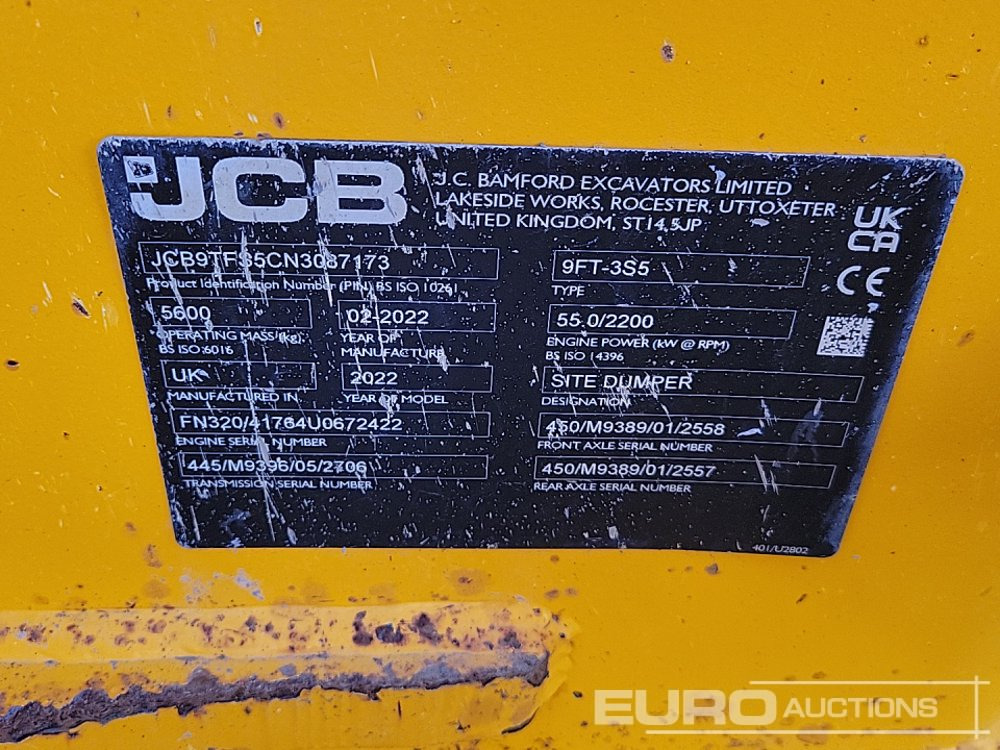 JCB
J.C. BAMFORD EXCAVATORS LIMITED
LAKESIDE WORKS, ROCESTER, UTTOXETER
UNITED KINGDOM, ST14 5JP
UK
CA
CE
JCB9TFS5CN3087173
Product Identification Number (PIN) BS ISO 10261
9FT-3S5
TYPE
5600
OPERATING MASS (kg)
BS ISO 6016
02-2022
YEAR OF
MANUFACTURE
55.0/2200
ENGINE POWER (kW @ RPM)
BS ISO 14396
UK
MANUFACTURED IN
2022
YEAR OF MODEL
SITE DUMPER
DESIGNATION
FN320/41764U0672422
ENGINE SERIAL NUMBER
450/M9389/01/2558
FRONT AXLE SERIAL NUMBER
445/M9396/05/2706
TRANSMISSION SERIAL NUMBER
450/M9389/01/2557
REAR AXLE SERIAL NUMBER
401/U2802
EURO AUCTIONS